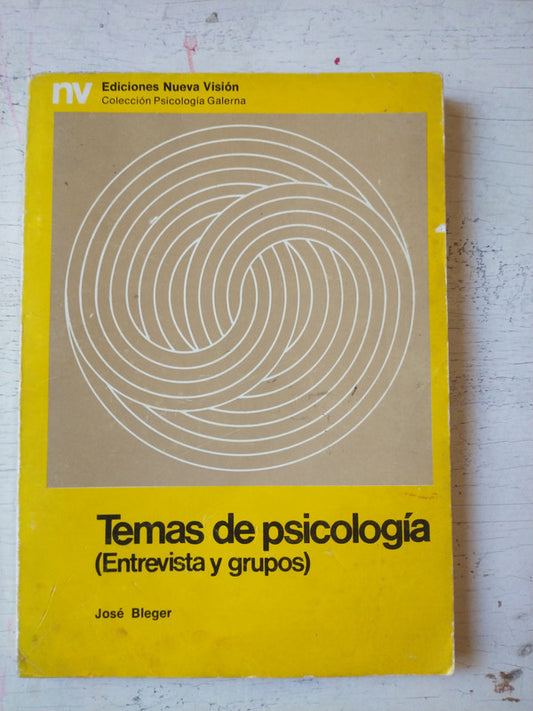 nv
Ediciones Nueva Visión
Colección Psicología Galerna
Temas de psicología
(Entrevista y grupos)
José Bleger